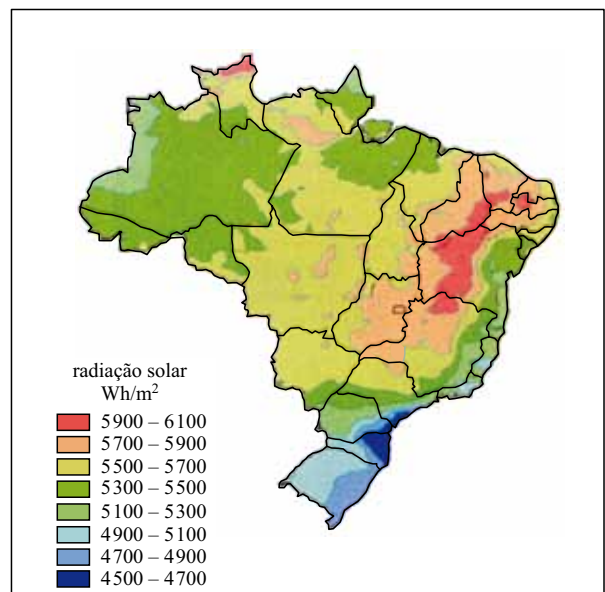 radiação solar
Wh/m²
5900 – 6100
5700 – 5900
5500 – 5700
5300 – 5500
5100 – 5300
4900 – 5100
4700 – 4900
4500 – 4700